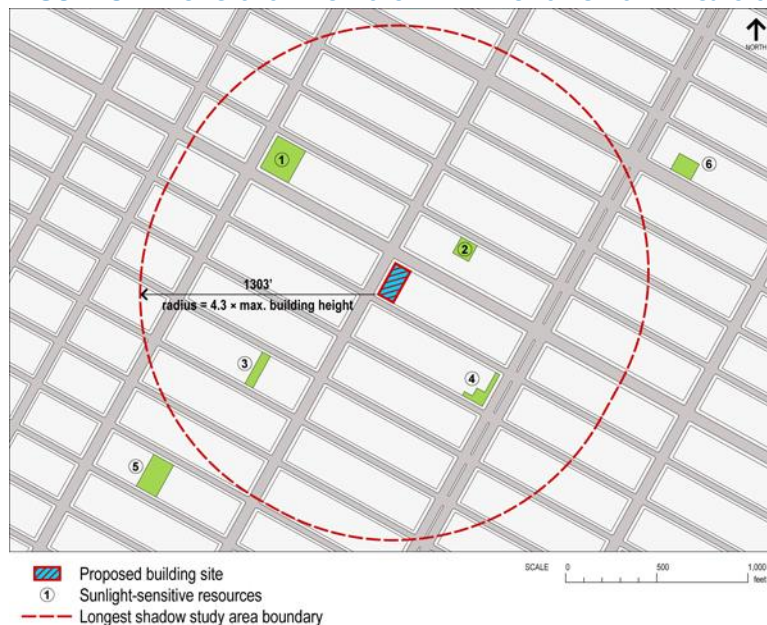 NORTH
①
⑥
②
1303'
radius = 4.3 × max. building height
③
④
⑤
Proposed building site
① Sunlight-sensitive resources
Longest shadow study area boundary
SCALE 0 500 1,000
feet